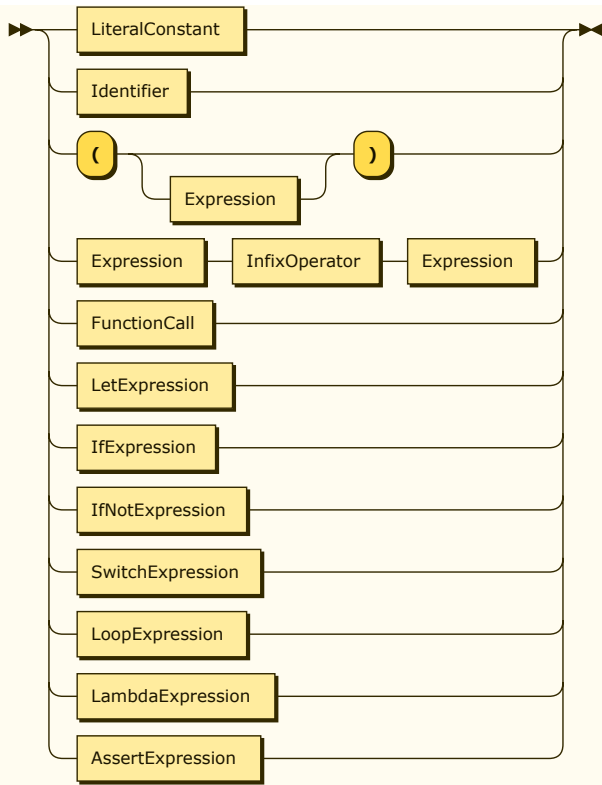 LiteralConstant
Identifier
( )
Expression
Expression InfixOperator Expression
FunctionCall
LetExpression
IfExpression
IfNotExpression
SwitchExpression
LoopExpression
LambdaExpression
AssertExpression